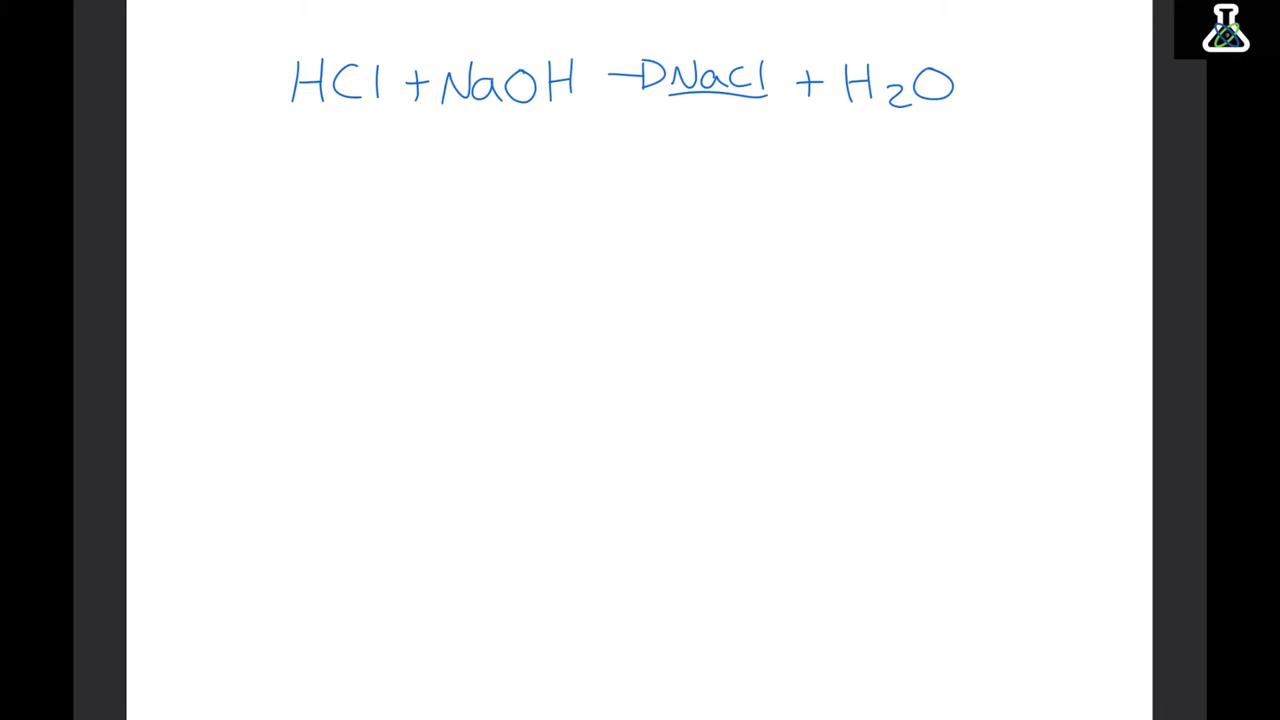 HCl + NaOH → NaCl + H₂O